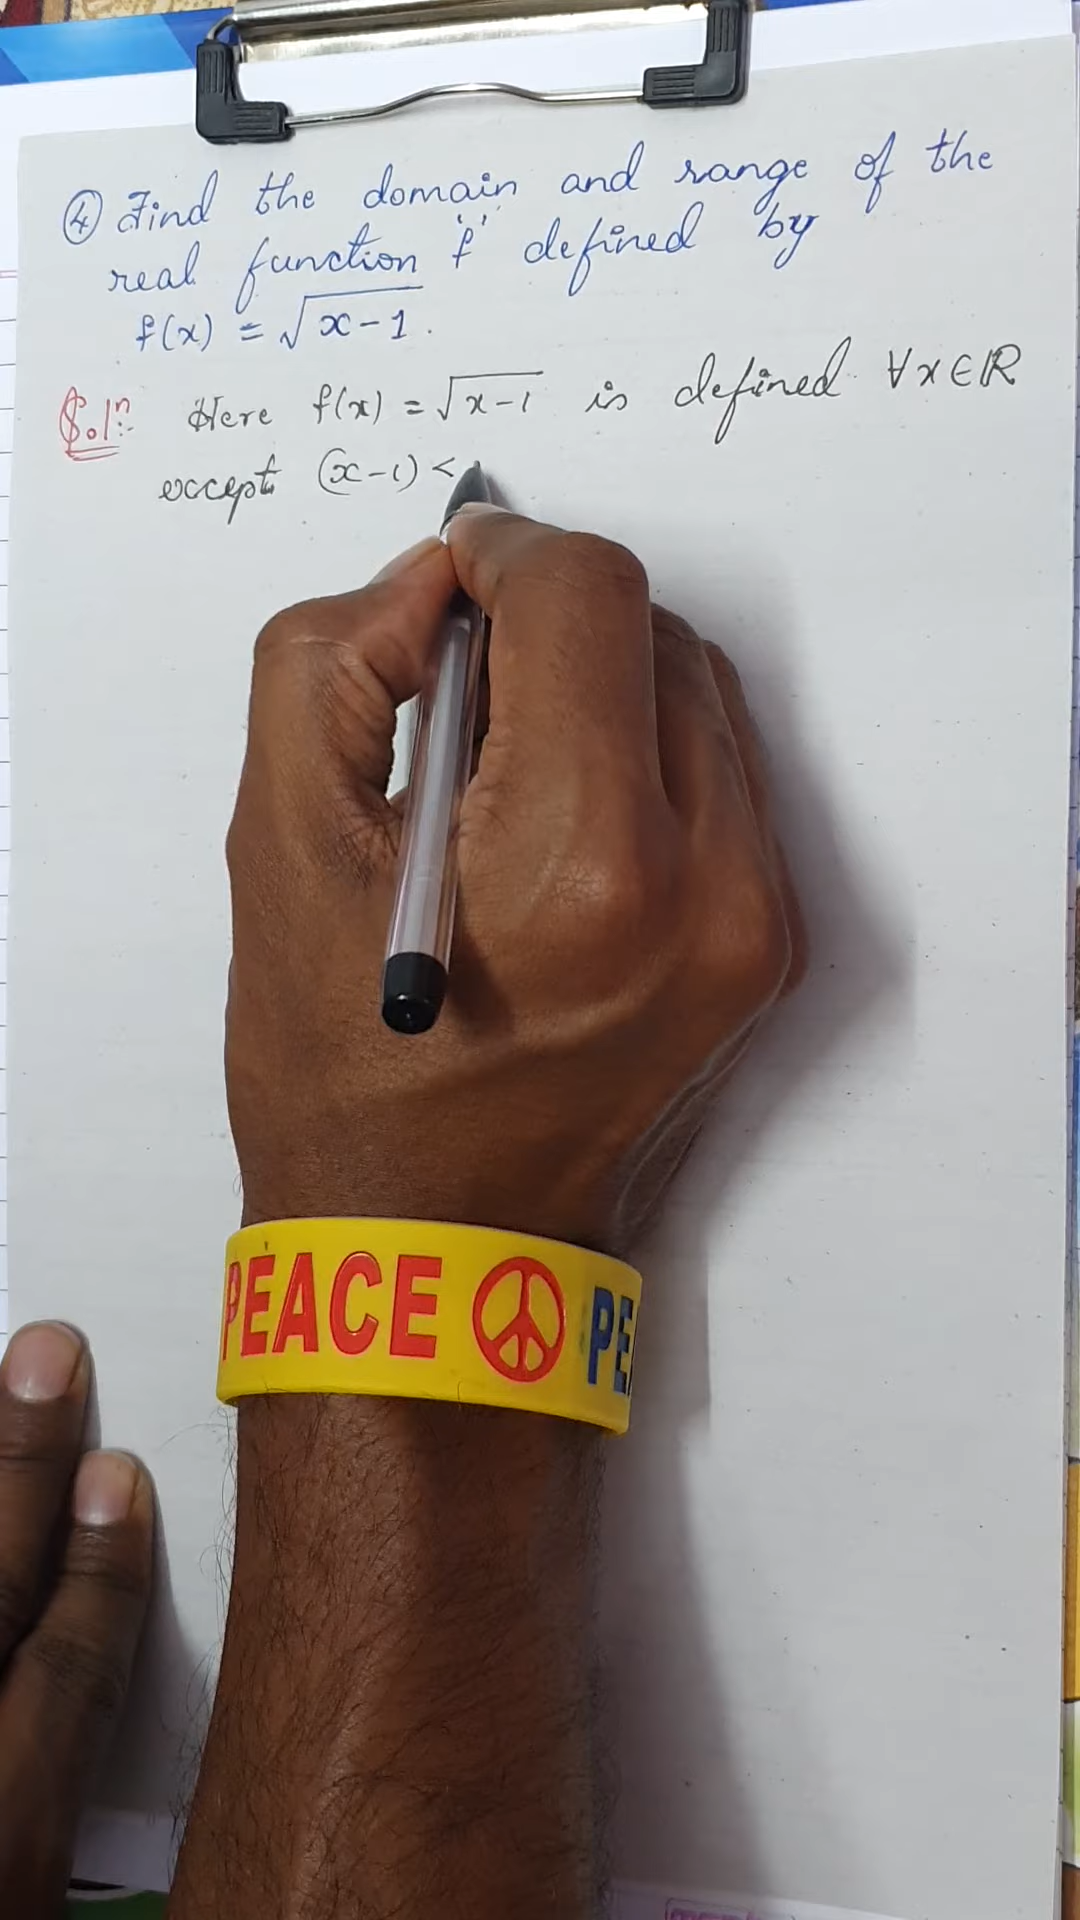 ④ Find the domain and range of the
real function 'f' defined by
f(x) = √x-1.
Sol^n:- Here f(x) = √x-1 is defined ∀x∈ℝ
except (x-1) <
PEACE ☮ PE